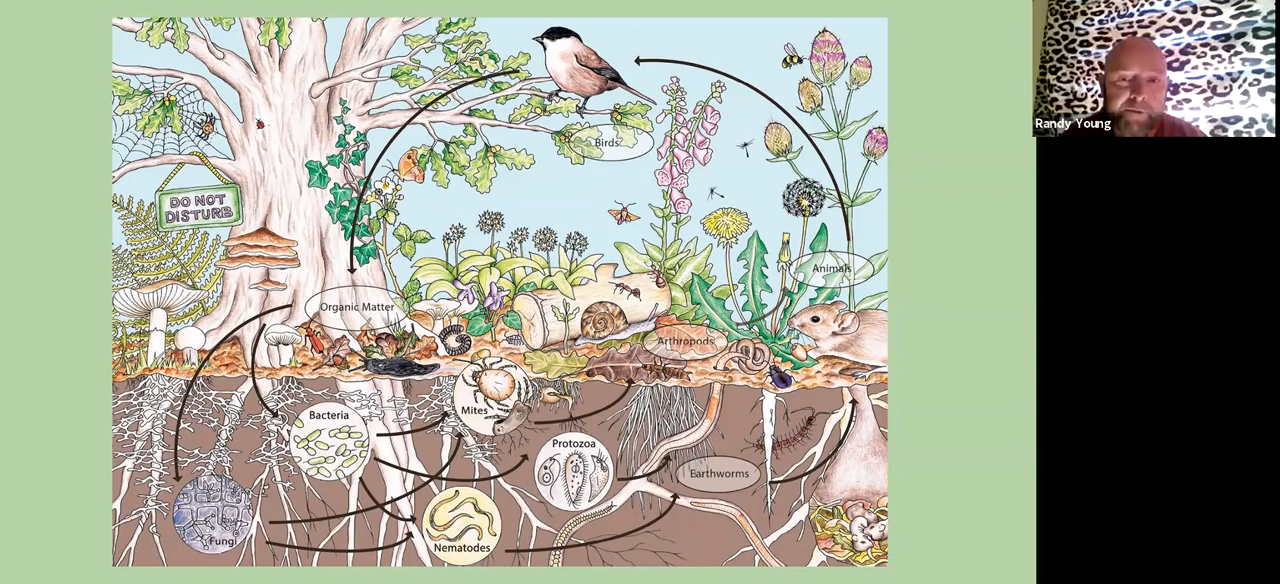 Randy Young
Birds
DO NOT
DISTURB
Animals
Organic Matter
Arthropods
Bacteria
Mites
Protozoa
Earthworms
Fungi
Nematodes